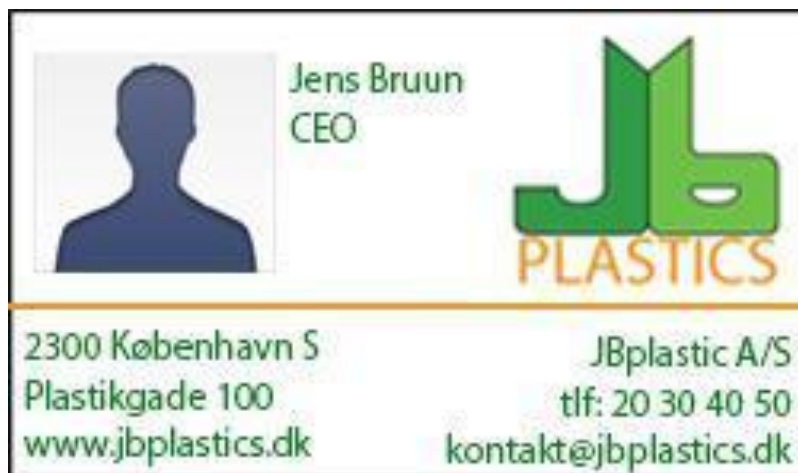 Jens Bruun
CEO
Jb
PLASTICS
2300 København S
Plastikgade 100
www.jbplastics.dk
JBplastic A/S
tlf: 20 30 40 50
kontakt@jbplastics.dk